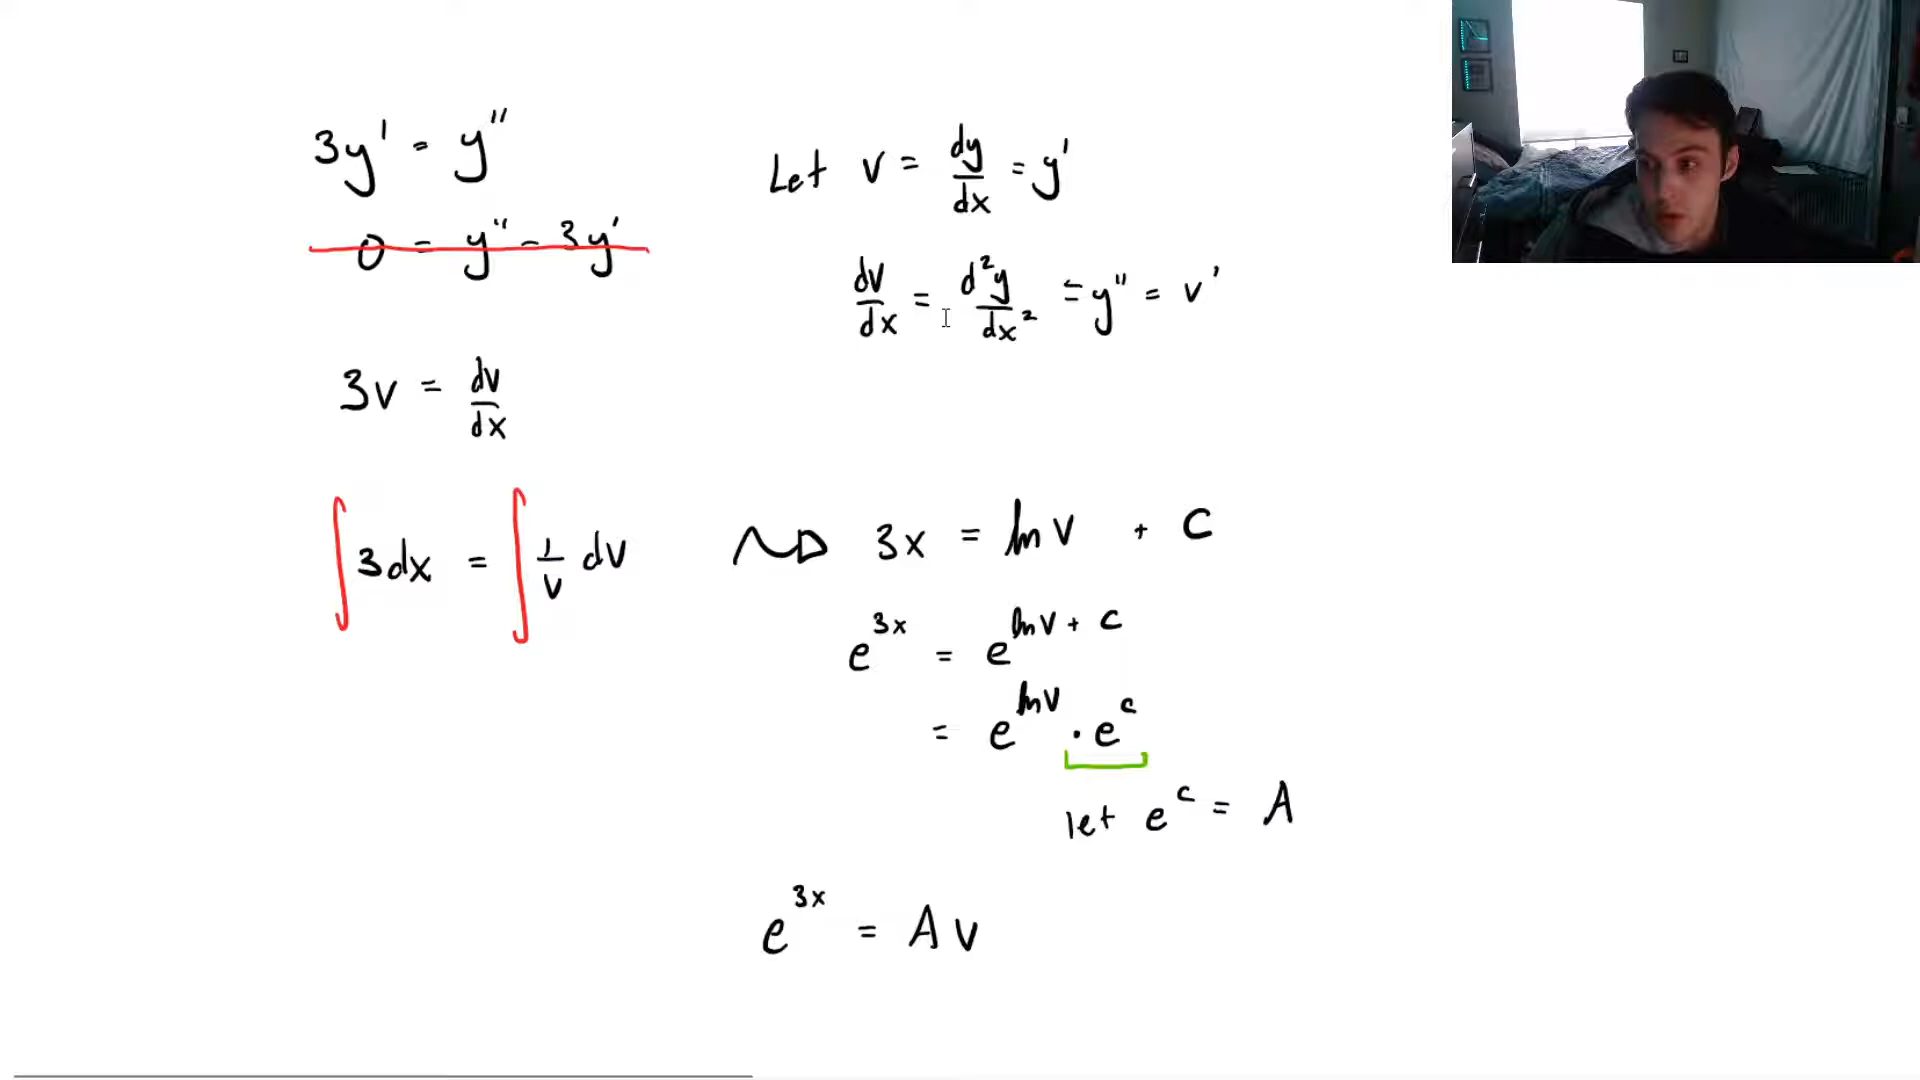 3y' = y''
0 = y'' - 3y'
3v = dv/dx
∫3dx = ∫ 1/v dv
Let v = dy/dx = y'
dv/dx = d²y/dx² = y'' = v'
3x = ln v + C
e^3x = e^ln v + c
= e^ln v · e^c
let e^c = A
e^3x = A v